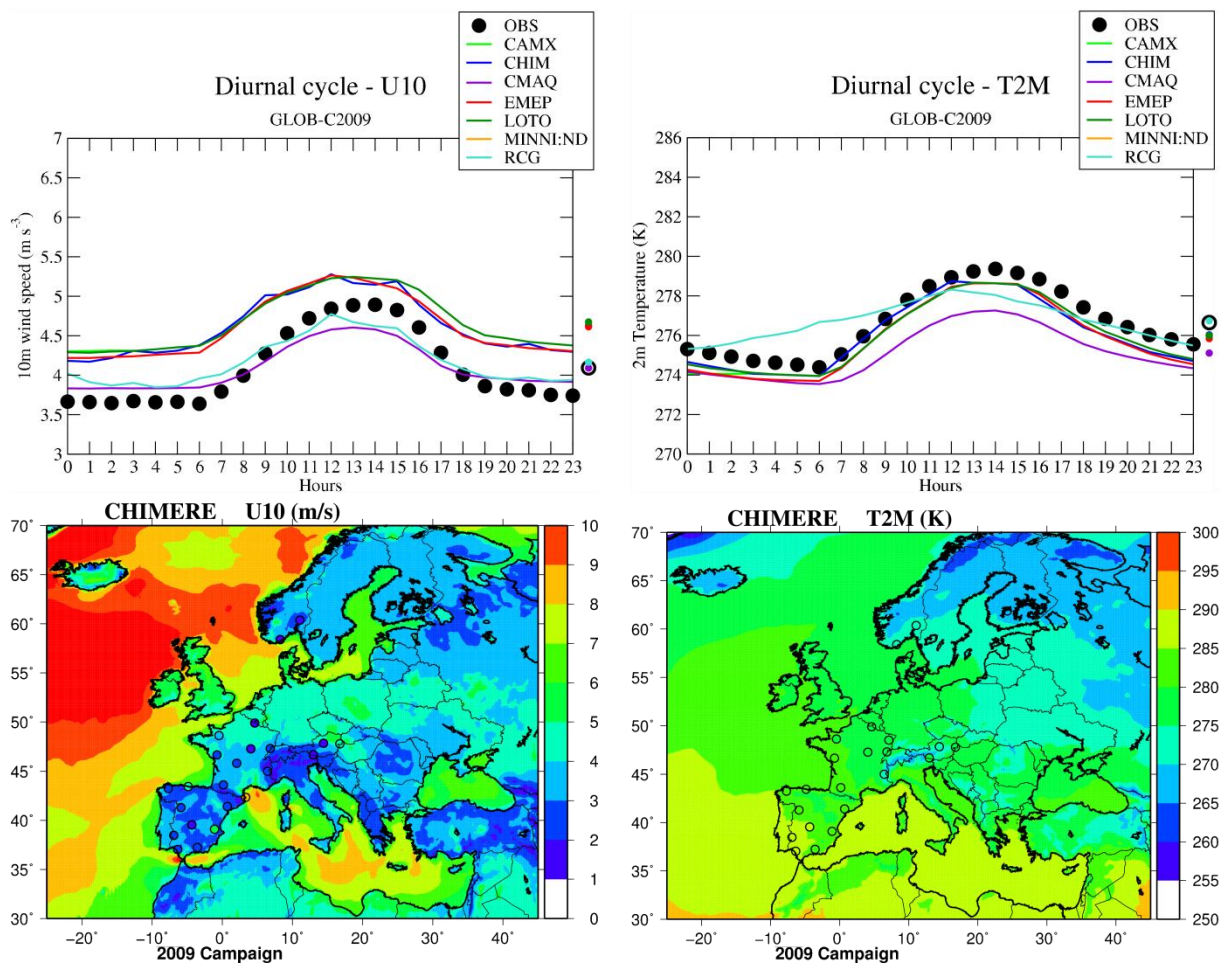 OBS
CAMX
CHIM
CMAQ
EMEP
LOTO
MINNI:ND
RCG
Diurnal cycle - U10
GLOB-C2009
7
6.5
6
5.5
5
4.5
4
3.5
3
10m wind speed (m s⁻³)
0 1 2 3 4 5 6 7 8 9 10 11 12 13 14 15 16 17 18 19 20 21 22 23
Hours
OBS
CAMX
CHIM
CMAQ
EMEP
LOTO
MINNI:ND
RCG
Diurnal cycle - T2M
GLOB-C2009
286
284
282
280
278
276
274
272
270
2m Temperature (K)
0 1 2 3 4 5 6 7 8 9 10 11 12 13 14 15 16 17 18 19 20 21 22 23
Hours
CHIMERE U10 (m/s)
70˚
65˚
60˚
55˚
50˚
45˚
40˚
35˚
30˚
−20˚ −10˚ 0˚ 10˚ 20˚ 30˚ 40˚
2009 Campaign
10
9
8
7
6
5
4
3
2
1
0
CHIMERE T2M (K)
70˚
65˚
60˚
55˚
50˚
45˚
40˚
35˚
30˚
−20˚ −10˚ 0˚ 10˚ 20˚ 30˚ 40˚
2009 Campaign
300
295
290
285
280
275
270
265
260
255
250